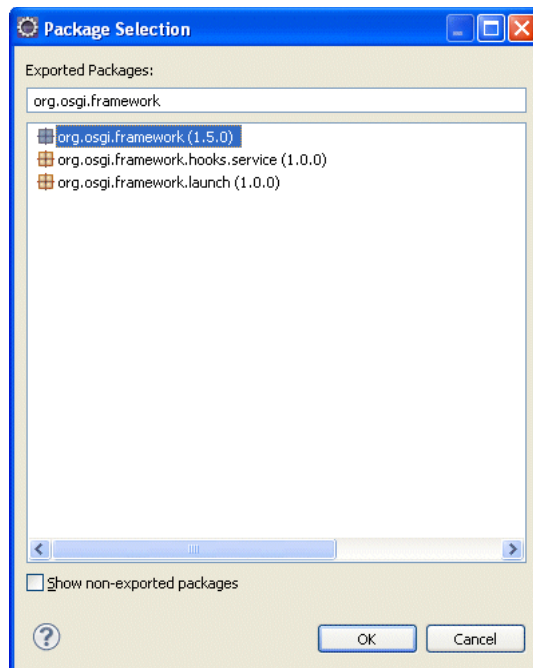 Package Selection
Exported Packages:
org.osgi.framework
org.osgi.framework (1.5.0)
org.osgi.framework.hooks.service (1.0.0)
org.osgi.framework.launch (1.0.0)
Show non-exported packages
?
OK
Cancel